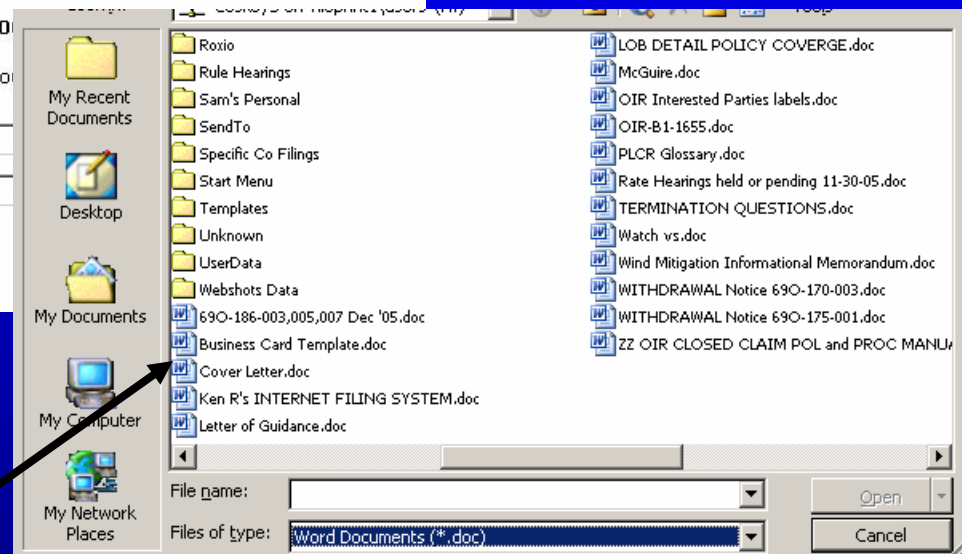 My Recent
Documents
Desktop
My Documents
My Computer
My Network
Places
Roxio
Rule Hearings
Sam's Personal
SendTo
Specific Co Filings
Start Menu
Templates
Unknown
UserData
Webshots Data
69O-186-003,005,007 Dec '05.doc
Business Card Template.doc
Cover Letter.doc
Ken R's INTERNET FILING SYSTEM.doc
Letter of Guidance.doc
LOB DETAIL POLICY COVERGE.doc
McGuire.doc
OIR Interested Parties labels.doc
OIR-B1-1655.doc
PLCR Glossary.doc
Rate Hearings held or pending 11-30-05.doc
TERMINATION QUESTIONS.doc
Watch vs.doc
Wind Mitigation Informational Memorandum.doc
WITHDRAWAL Notice 69O-170-003.doc
WITHDRAWAL Notice 69O-175-001.doc
ZZ OIR CLOSED CLAIM POL and PROC MANU
File name:
Open
Files of type:
Word Documents (*.doc)
Cancel